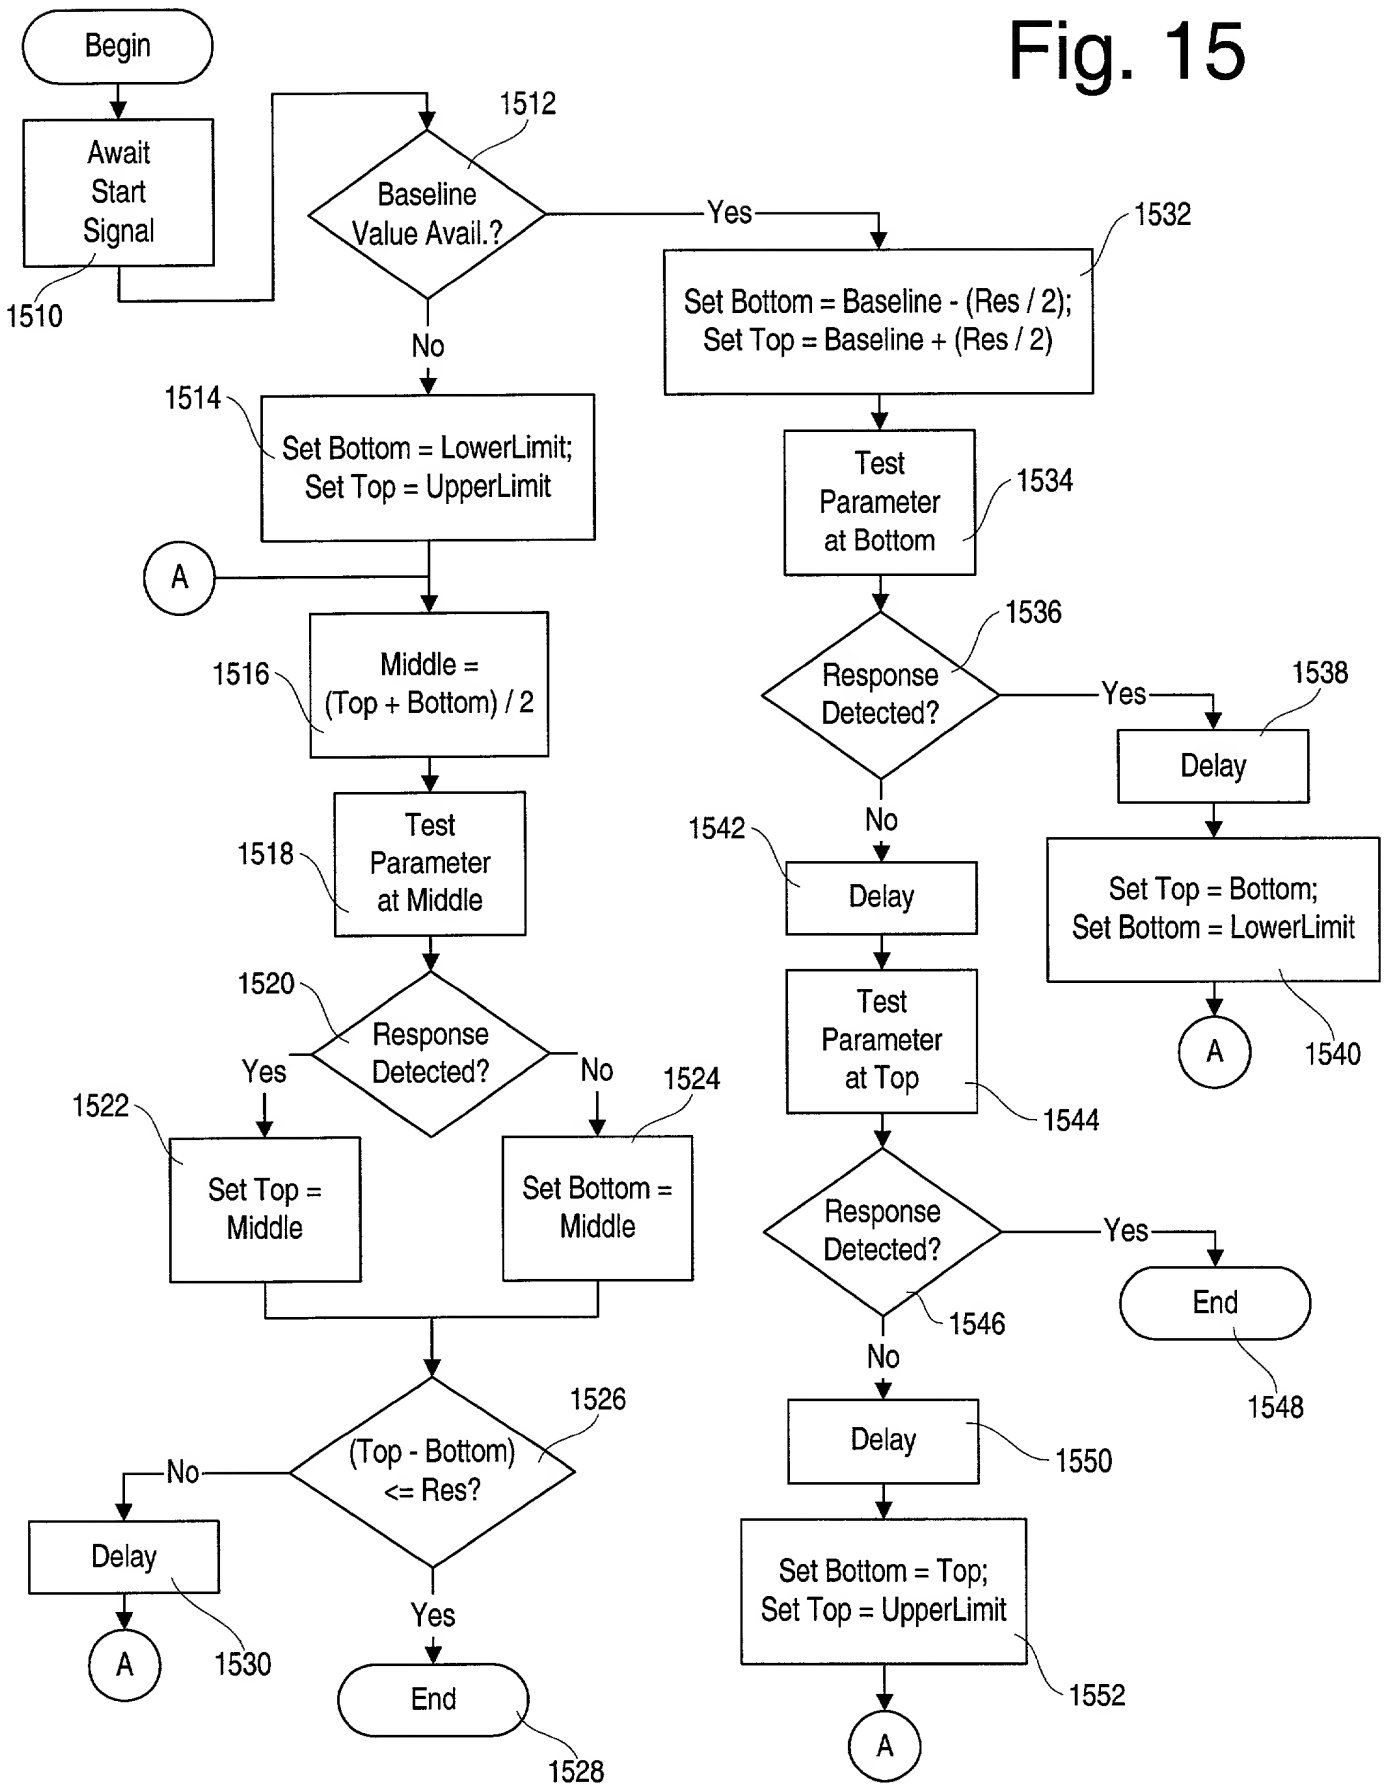 Fig. 15
Begin
Await
Start
Signal
1510
1512
Baseline
Value Avail.?
Yes
No
1514
Set Bottom = LowerLimit;
Set Top = UpperLimit
A
1516
Middle =
(Top + Bottom) / 2
1518
Test
Parameter
at Middle
1520
Response
Detected?
Yes
No
1522
Set Top =
Middle
1524
Set Bottom =
Middle
1526
(Top - Bottom)
<= Res?
No
Delay
1530
A
Yes
End
1528
1532
Set Bottom = Baseline - (Res / 2);
Set Top = Baseline + (Res / 2)
Test
Parameter
at Bottom
1534
1536
Response
Detected?
Yes
1538
Delay
Set Top = Bottom;
Set Bottom = LowerLimit
1540
A
No
1542
Delay
Test
Parameter
at Top
1544
Response
Detected?
1546
Yes
End
1548
No
Delay
1550
Set Bottom = Top;
Set Top = UpperLimit
1552
A